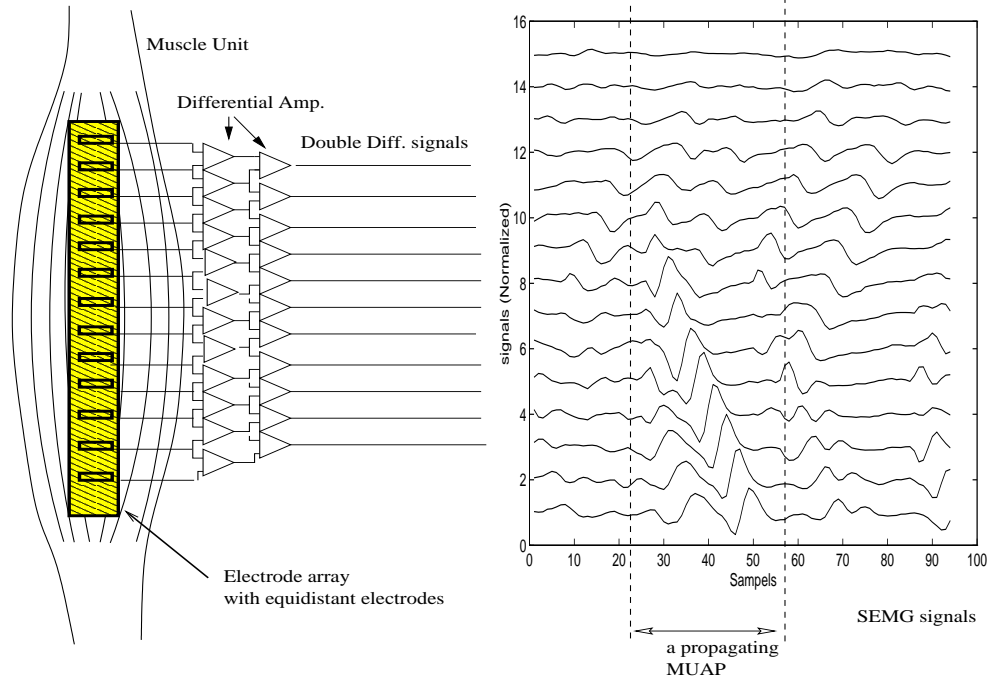 Muscle Unit
Differential Amp.
Double Diff. signals
Electrode array
with equidistant electrodes
signals (Normalized)
16
14
12
10
8
6
4
2
0
0 10 20 30 40 50 60 70 80 90 100
Sampels
SEMG signals
a propagating
MUAP